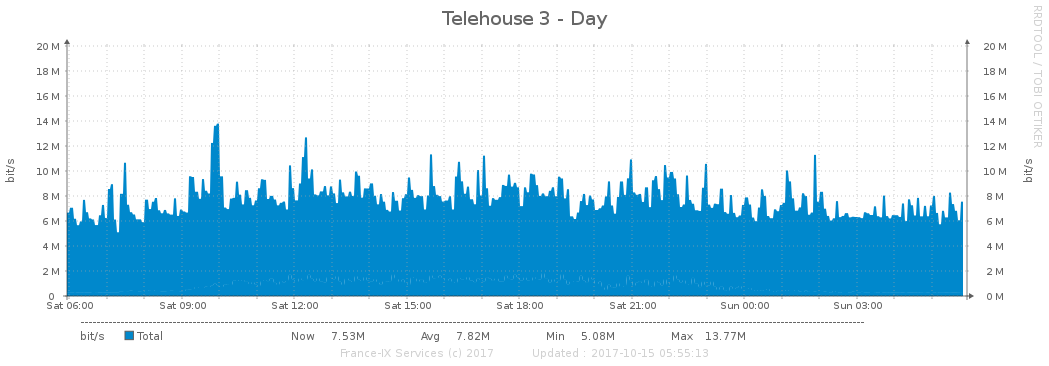 Telehouse 3 - Day
RRDTOOL / TOBI OETIKER
20 M 20 M
18 M 18 M
16 M 16 M
14 M 14 M
12 M 12 M
10 M 10 M
8 M 8 M
6 M 6 M
4 M 4 M
2 M 2 M
0 0 M
bit/s bit/s
Sat 06:00 Sat 09:00 Sat 12:00 Sat 15:00 Sat 18:00 Sat 21:00 Sun 00:00 Sun 03:00
bit/s Total Now 7.53M Avg 7.82M Min 5.08M Max 13.77M
France-IX Services (c) 2017 Updated : 2017-10-15 05:55:13